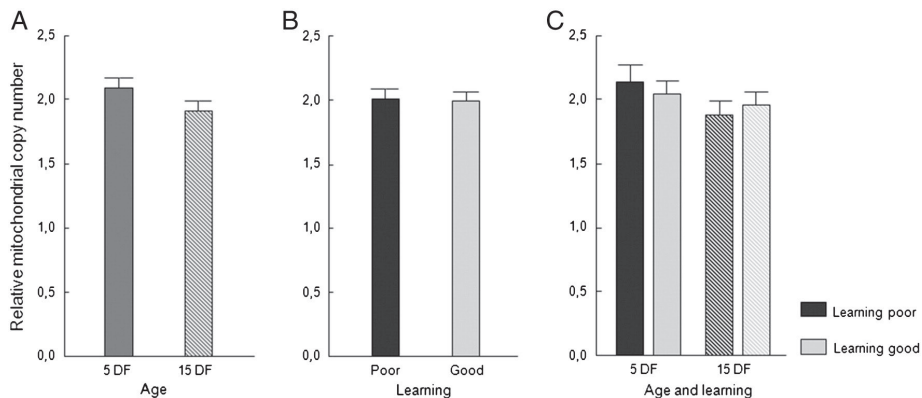 A
B
C
Relative mitochondrial copy number
2,5
2,0
1,5
1,0
0,5
0,0
5 DF
15 DF
Age
2,5
2,0
1,5
1,0
0,5
0,0
Poor
Good
Learning
2,5
2,0
1,5
1,0
0,5
0,0
5 DF
15 DF
Age and learning
Learning poor
Learning good